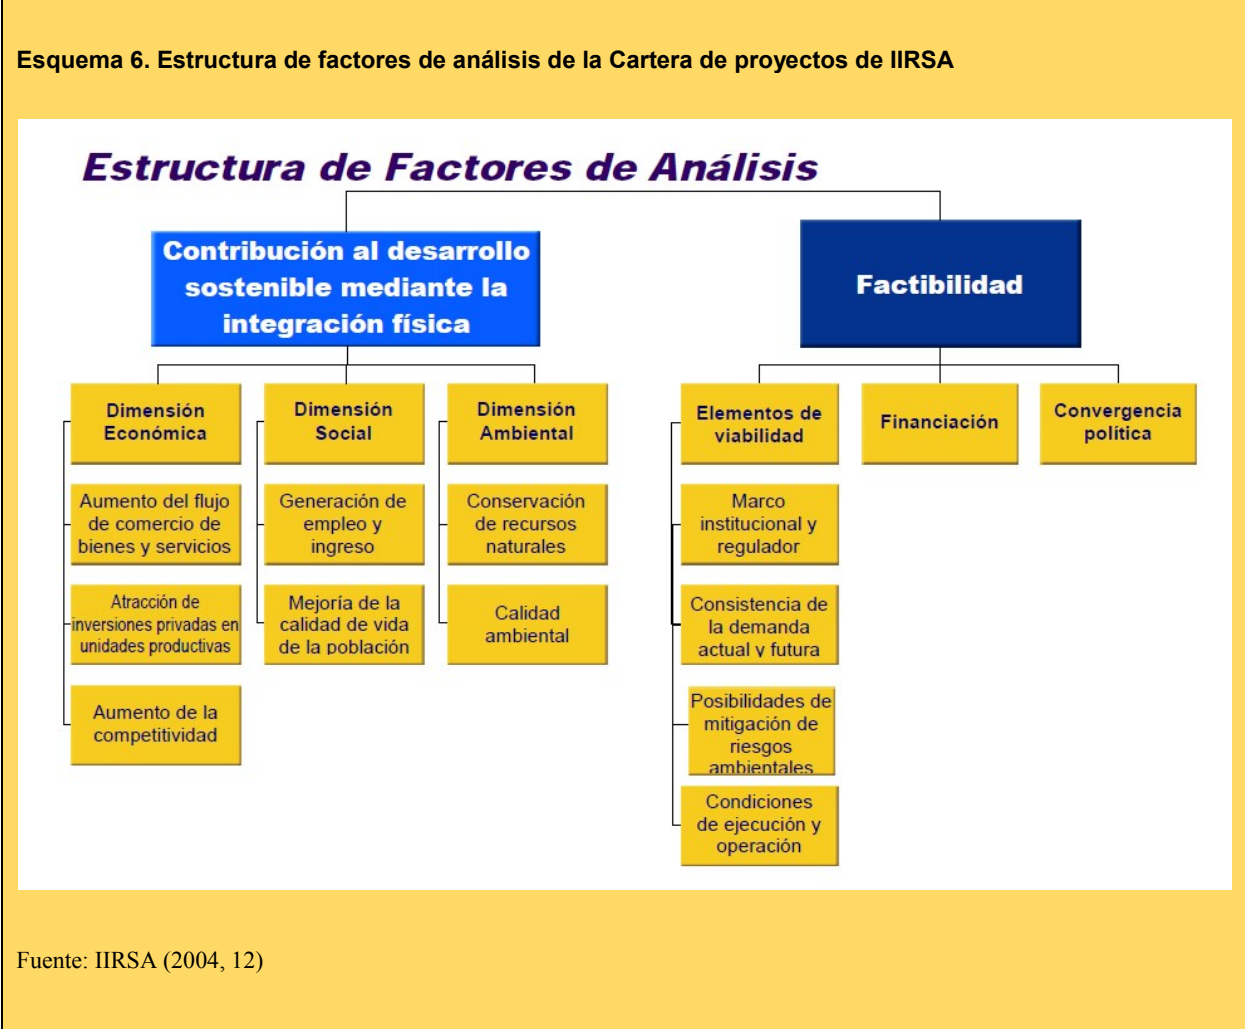 Esquema 6. Estructura de factores de análisis de la Cartera de proyectos de IIRSA
Estructura de Factores de Análisis
Contribución al desarrollo
sostenible mediante la
integración física
Factibilidad
Dimensión
Económica
Dimensión
Social
Dimensión
Ambiental
Elementos de
viabilidad
Financiación
Convergencia
política
Aumento del flujo
de comercio de
bienes y servicios
Generación de
empleo y
ingreso
Conservación
de recursos
naturales
Marco
institucional y
regulador
Atracción de
inversiones privadas en
unidades productivas
Mejoría de la
calidad de vida
de la población
Calidad
ambiental
Consistencia de
la demanda
actual y futura
Aumento de la
competitividad
Posibilidades de
mitigación de
riesgos
ambientales
Condiciones
de ejecución y
operación
Fuente: IIRSA (2004, 12)